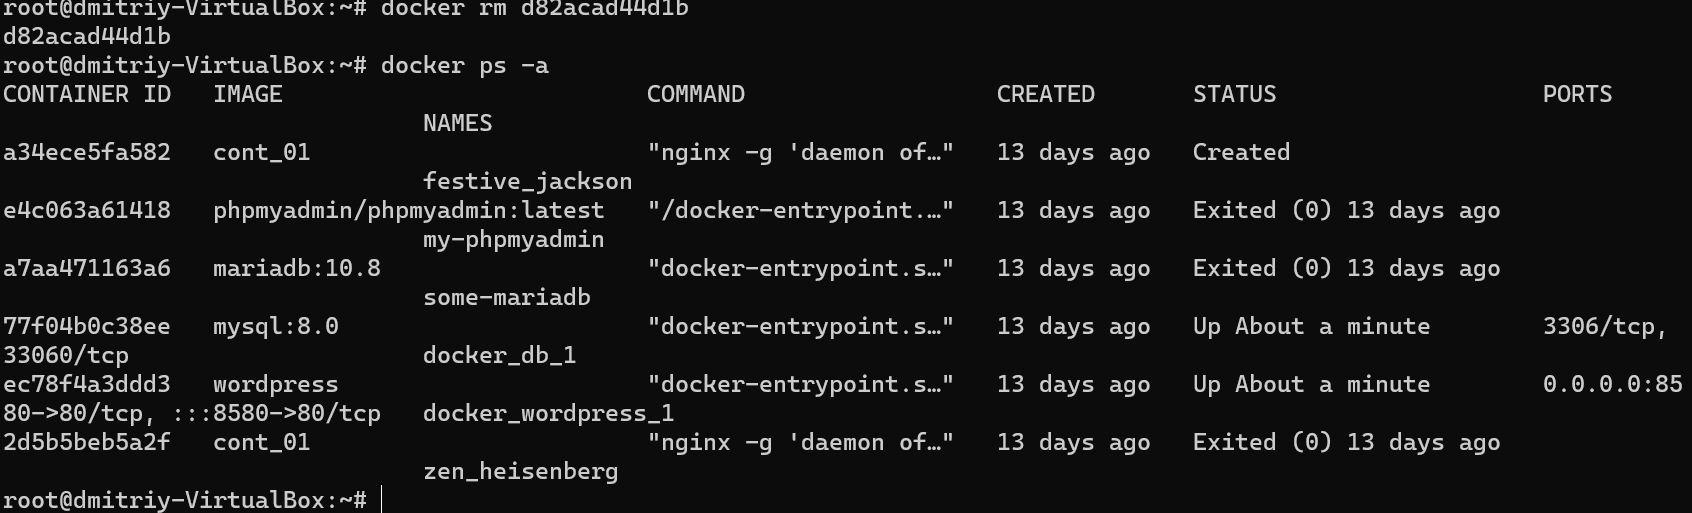 root@dmitriy-VirtualBox:~# docker rm d82acad44d1b
d82acad44d1b
root@dmitriy-VirtualBox:~# docker ps -a
CONTAINER ID   IMAGE                          COMMAND                  CREATED       STATUS                   PORTS
                              NAMES
a34ece5fa582   cont_01                        "nginx -g 'daemon of…"   13 days ago   Created
                              festive_jackson
e4c063a61418   phpmyadmin/phpmyadmin:latest   "/docker-entrypoint.…"   13 days ago   Exited (0) 13 days ago
                              my-phpmyadmin
a7aa471163a6   mariadb:10.8                   "docker-entrypoint.s…"   13 days ago   Exited (0) 13 days ago
                              some-mariadb
77f04b0c38ee   mysql:8.0                      "docker-entrypoint.s…"   13 days ago   Up About a minute        3306/tcp,
33060/tcp                     docker_db_1
ec78f4a3ddd3   wordpress                      "docker-entrypoint.s…"   13 days ago   Up About a minute        0.0.0.0:85
80->80/tcp, :::8580->80/tcp   docker_wordpress_1
2d5b5beb5a2f   cont_01                        "nginx -g 'daemon of…"   13 days ago   Exited (0) 13 days ago
                              zen_heisenberg
root@dmitriy-VirtualBox:~#